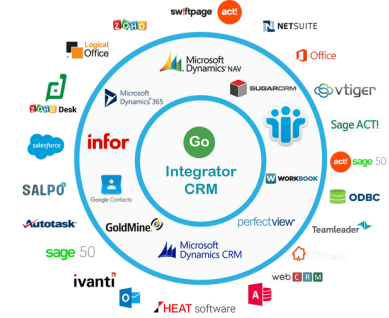 swiftpage act!
ZOHO
NETSUITE
Logical
Office
Microsoft
Dynamics NAV
Office
ZOHO Desk
Microsoft
Dynamics 365
SUGARCRM
vtiger
Sage ACT!
salesforce
infor
Go
Integrator
CRM
act! sage 50
SALPO
Google Contacts
WORKBOOK
ODBC
Autotask
GoldMine
perfectview
Teamleader
sage 50
Microsoft
Dynamics CRM
ivanti
webCRM
HEAT software